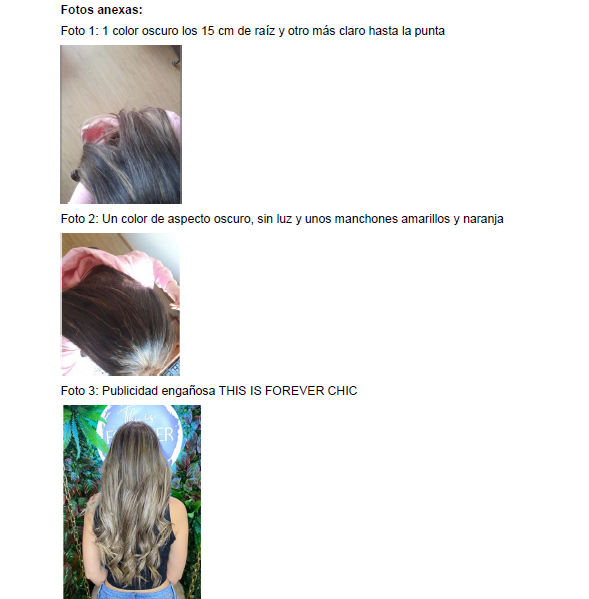 Fotos anexas:
Foto 1: 1 color oscuro los 15 cm de raíz y otro más claro hasta la punta
Foto 2: Un color de aspecto oscuro, sin luz y unos manchones amarillos y naranja
Foto 3: Publicidad engañosa THIS IS FOREVER CHIC
This is